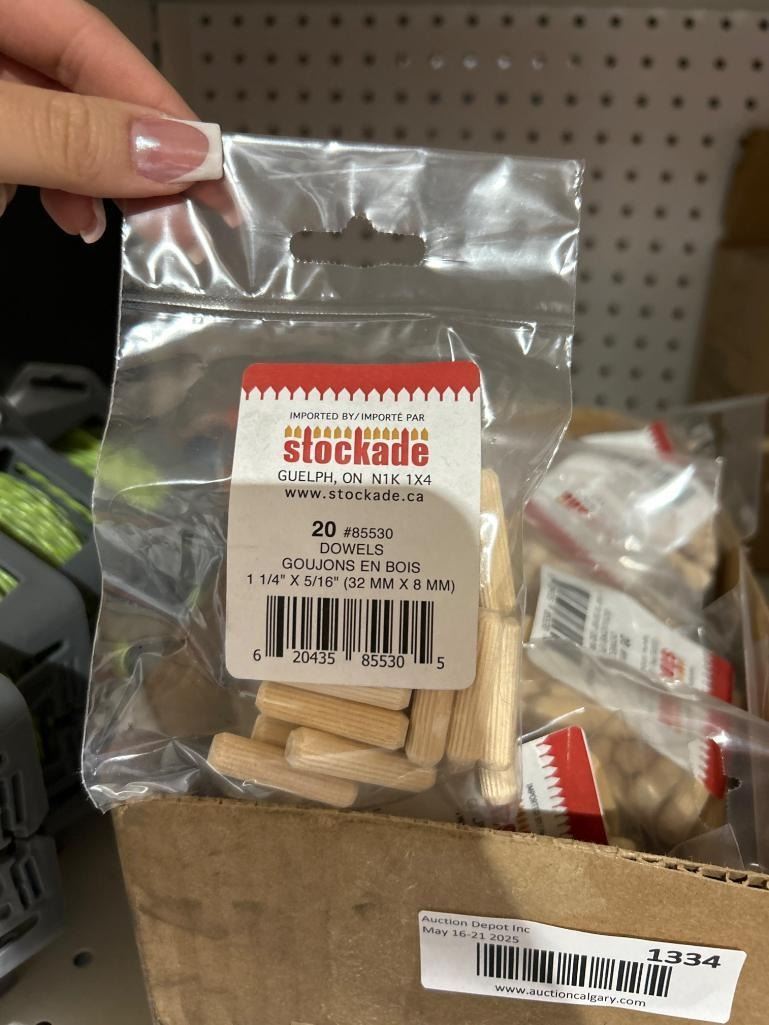 IMPORTED BY/IMPORTÉ PAR
stockade
GUELPH, ON N1K 1X4
www.stockade.ca
20 #85530
DOWELS
GOUJONS EN BOIS
1 1/4" X 5/16" (32 MM X 8 MM)
6 20435 85530 5
Auction Depot Inc
May 16-21 2025
1334
www.auctioncalgary.com